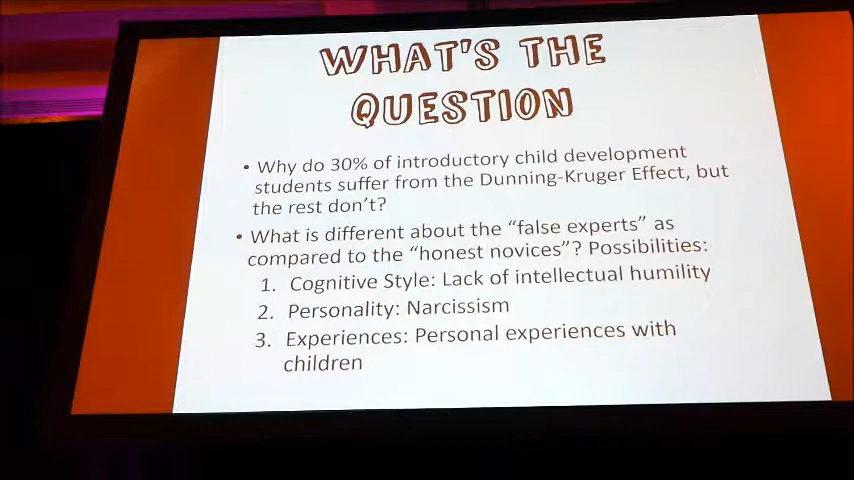 WHAT'S THE
QUESTION
• Why do 30% of introductory child development
students suffer from the Dunning-Kruger Effect, but
the rest don't?
• What is different about the "false experts" as
compared to the "honest novices"? Possibilities:
1. Cognitive Style: Lack of intellectual humility
2. Personality: Narcissism
3. Experiences: Personal experiences with
children